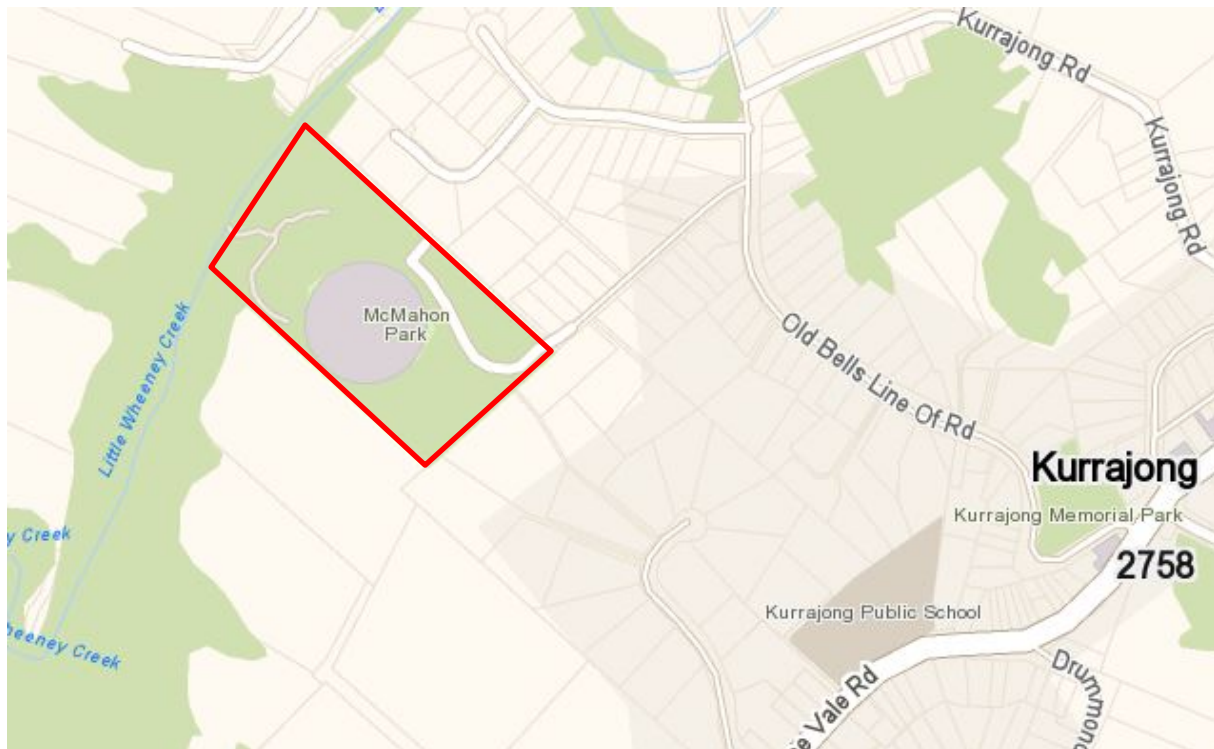 Kurrajong Rd
Kurrajong Rd
McMahon
Park
Little Wheeney Creek
Old Bells Line Of Rd
Kurrajong
Kurrajong Memorial Park
y Creek
2758
Kurrajong Public School
heeney Creek
e Vale Rd
Drummon